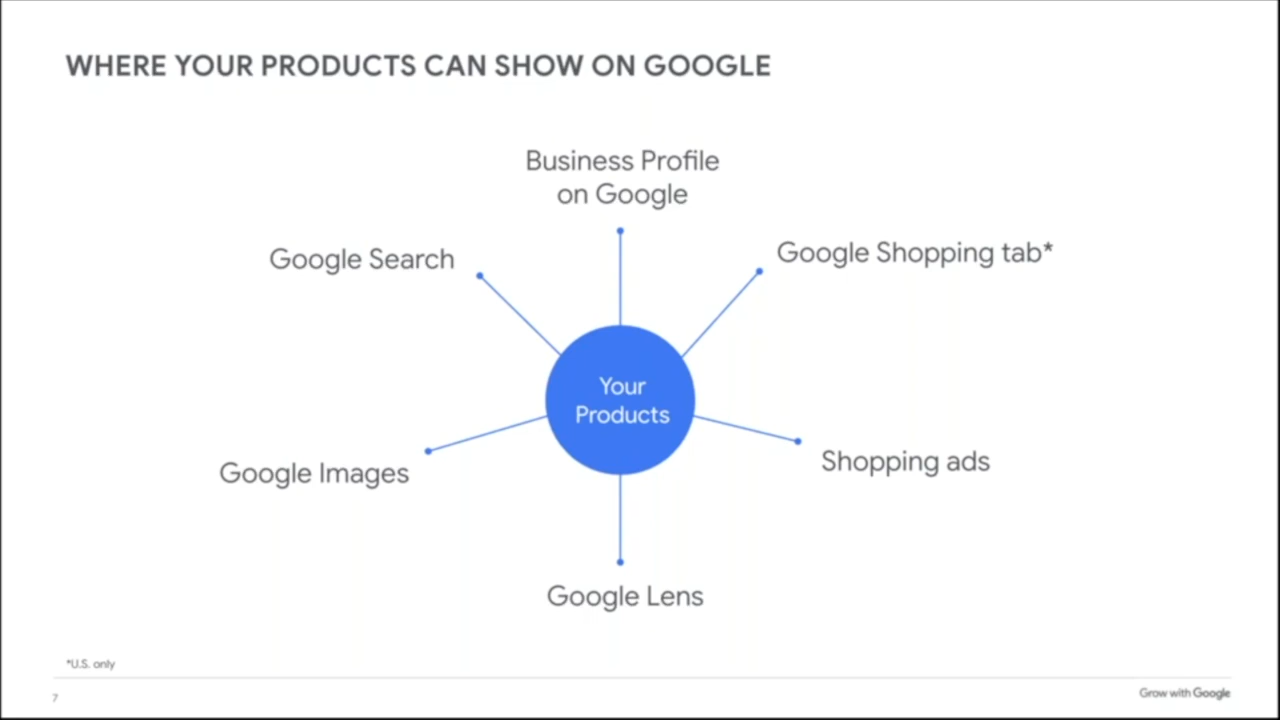 WHERE YOUR PRODUCTS CAN SHOW ON GOOGLE
Business Profile
on Google
Google Search
Google Shopping tab*
Your
Products
Google Images
Shopping ads
Google Lens
*U.S. only
7
Grow with Google